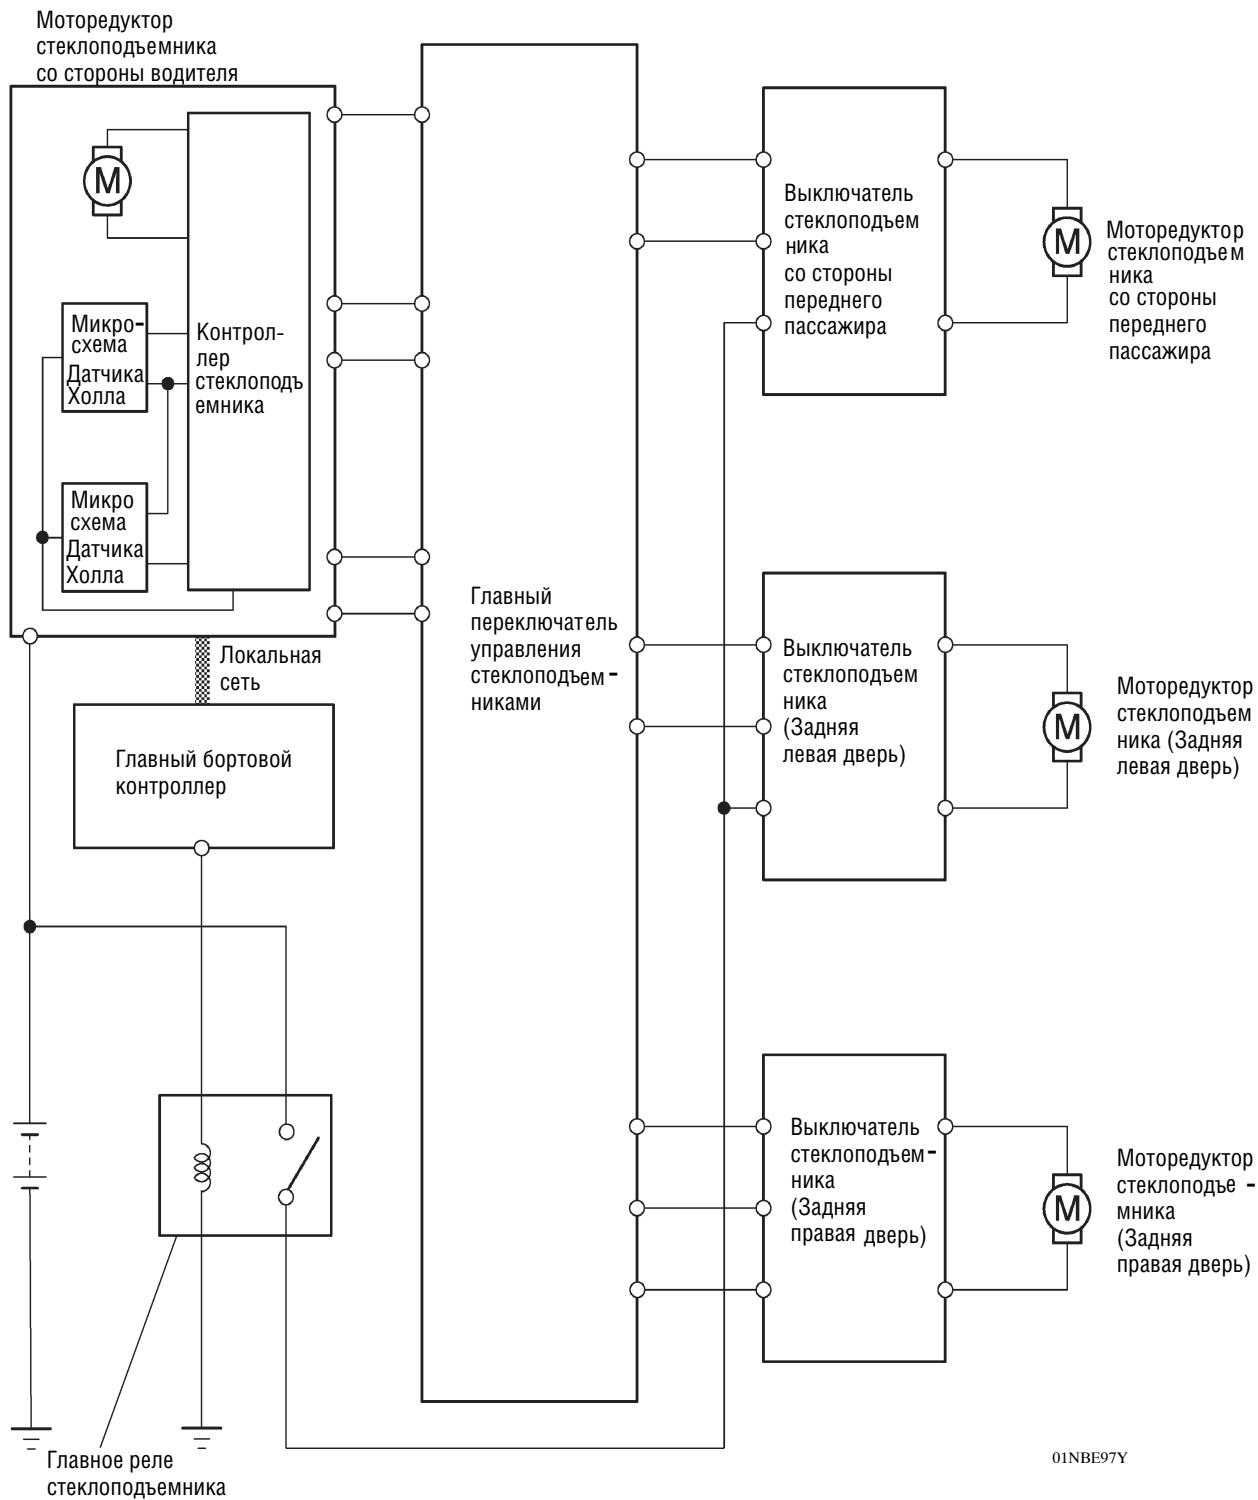 Моторедуктор
стеклоподъемника
со стороны водителя
M
Микро-
схема
Датчика
Холла
Контрол-
лер
стеклоподъ
емника
Микро
схема
Датчика
Холла
Локальная
сеть
Главный бортовой
контроллер
Главное реле
стеклоподъемника
Главный
переключатель
управления
стеклоподъем-
никами
Выключатель
стеклоподъем
ника
со стороны
переднего
пассажира
M
Моторедуктор
стеклоподъем
ника
со стороны
переднего
пассажира
Выключатель
стеклоподъем
ника
(Задняя
левая дверь)
M
Моторедуктор
стеклоподъем
ника (Задняя
левая дверь)
Выключатель
стеклоподъем-
ника
(Задняя
правая дверь)
M
Моторедуктор
стеклоподъе-
мника
(Задняя
правая дверь)
01NBE97Y